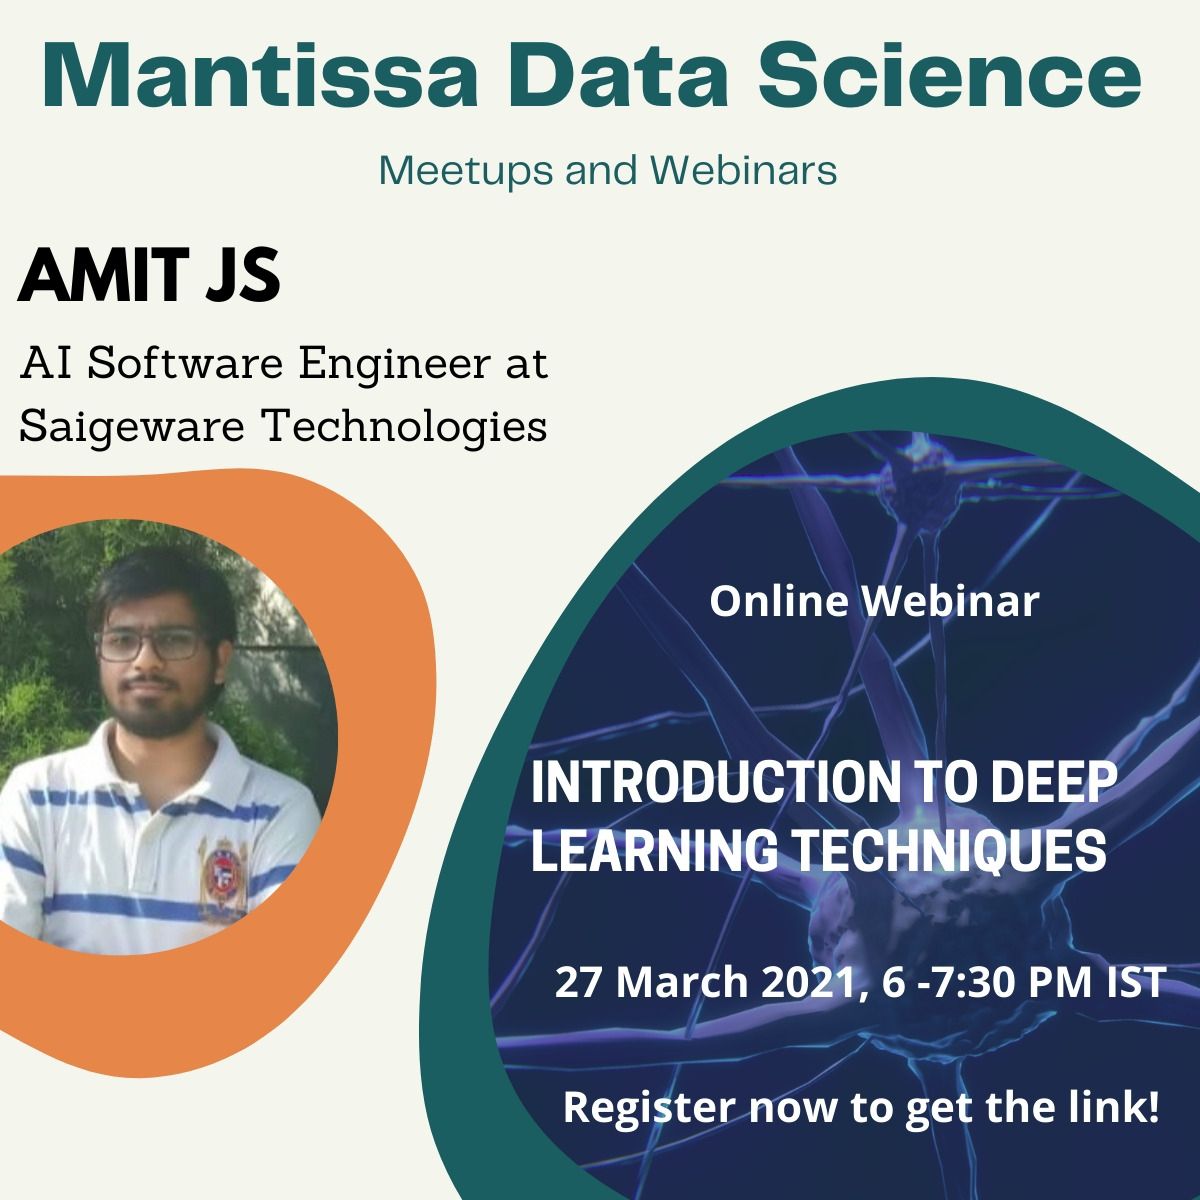 Mantissa Data Science
Meetups and Webinars
AMIT JS
AI Software Engineer at
Saigeware Technologies
Online Webinar
INTRODUCTION TO DEEP
LEARNING TECHNIQUES
27 March 2021, 6 -7:30 PM IST
Register now to get the link!